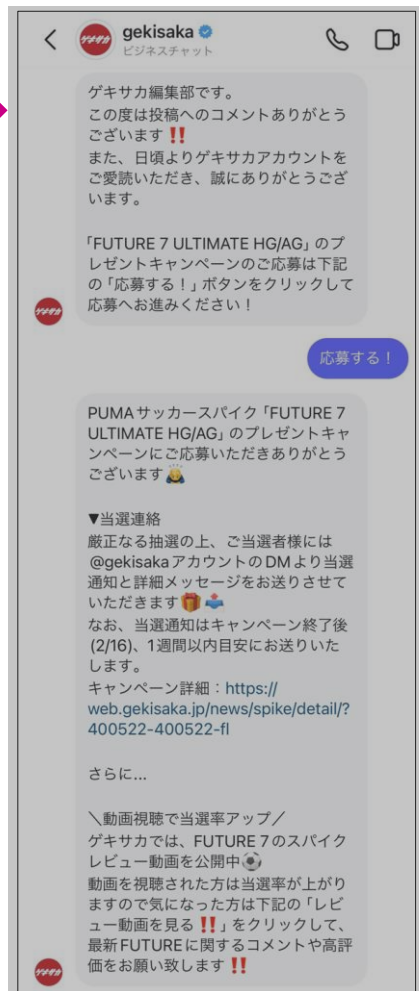 gekisaka
ビジネスチャット
ゲキサカ編集部です。
この度は投稿へのコメントありがとう
ございます‼️
また、日頃よりゲキサカアカウントを
ご愛読いただき、誠にありがとうござ
います。
「FUTURE 7 ULTIMATE HG/AG」のプ
レゼントキャンペーンのご応募は下記
の「応募する！」ボタンをクリックして
応募へお進みください！
ゲキサカ
応募する！
PUMAサッカースパイク「FUTURE 7
ULTIMATE HG/AG」のプレゼントキャ
ンペーンにご応募いただきありがとう
ございます🙇
▼当選連絡
厳正なる抽選の上、ご当選者様には
@gekisakaアカウントのDMより当選
通知と詳細メッセージをお送りさせて
いただきます🎁📤
なお、当選通知はキャンペーン終了後
(2/16)、1週間以内目安にお送りいた
します。
キャンペーン詳細：https://
web.gekisaka.jp/news/spike/detail/?
400522-400522-fl
さらに...
＼動画視聴で当選率アップ／
ゲキサカでは、FUTURE 7のスパイク
レビュー動画を公開中⚽
動画を視聴された方は当選率が上がり
ますので気になった方は下記の「レビ
ュー動画を見る‼️」をクリックして、
最新FUTUREに関するコメントや高評
価をお願い致します‼️
ゲキサカ